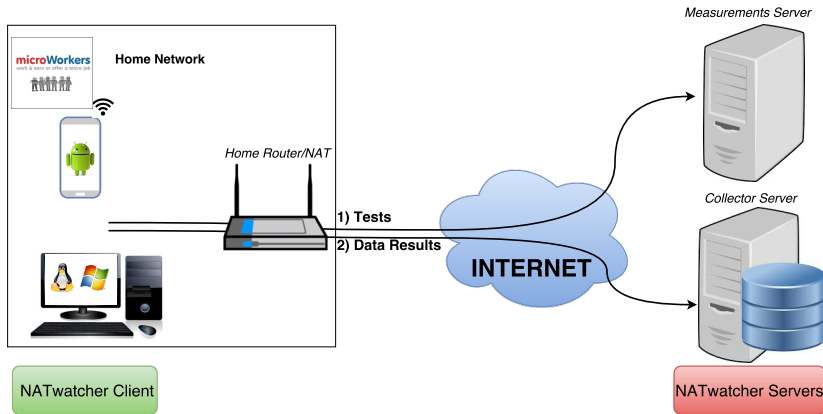 Measurements Server
microWorkers
work & earn or offer a micro job
Home Network
Home Router/NAT
Collector Server
1) Tests
2) Data Results
INTERNET
NATwatcher Client
NATwatcher Servers